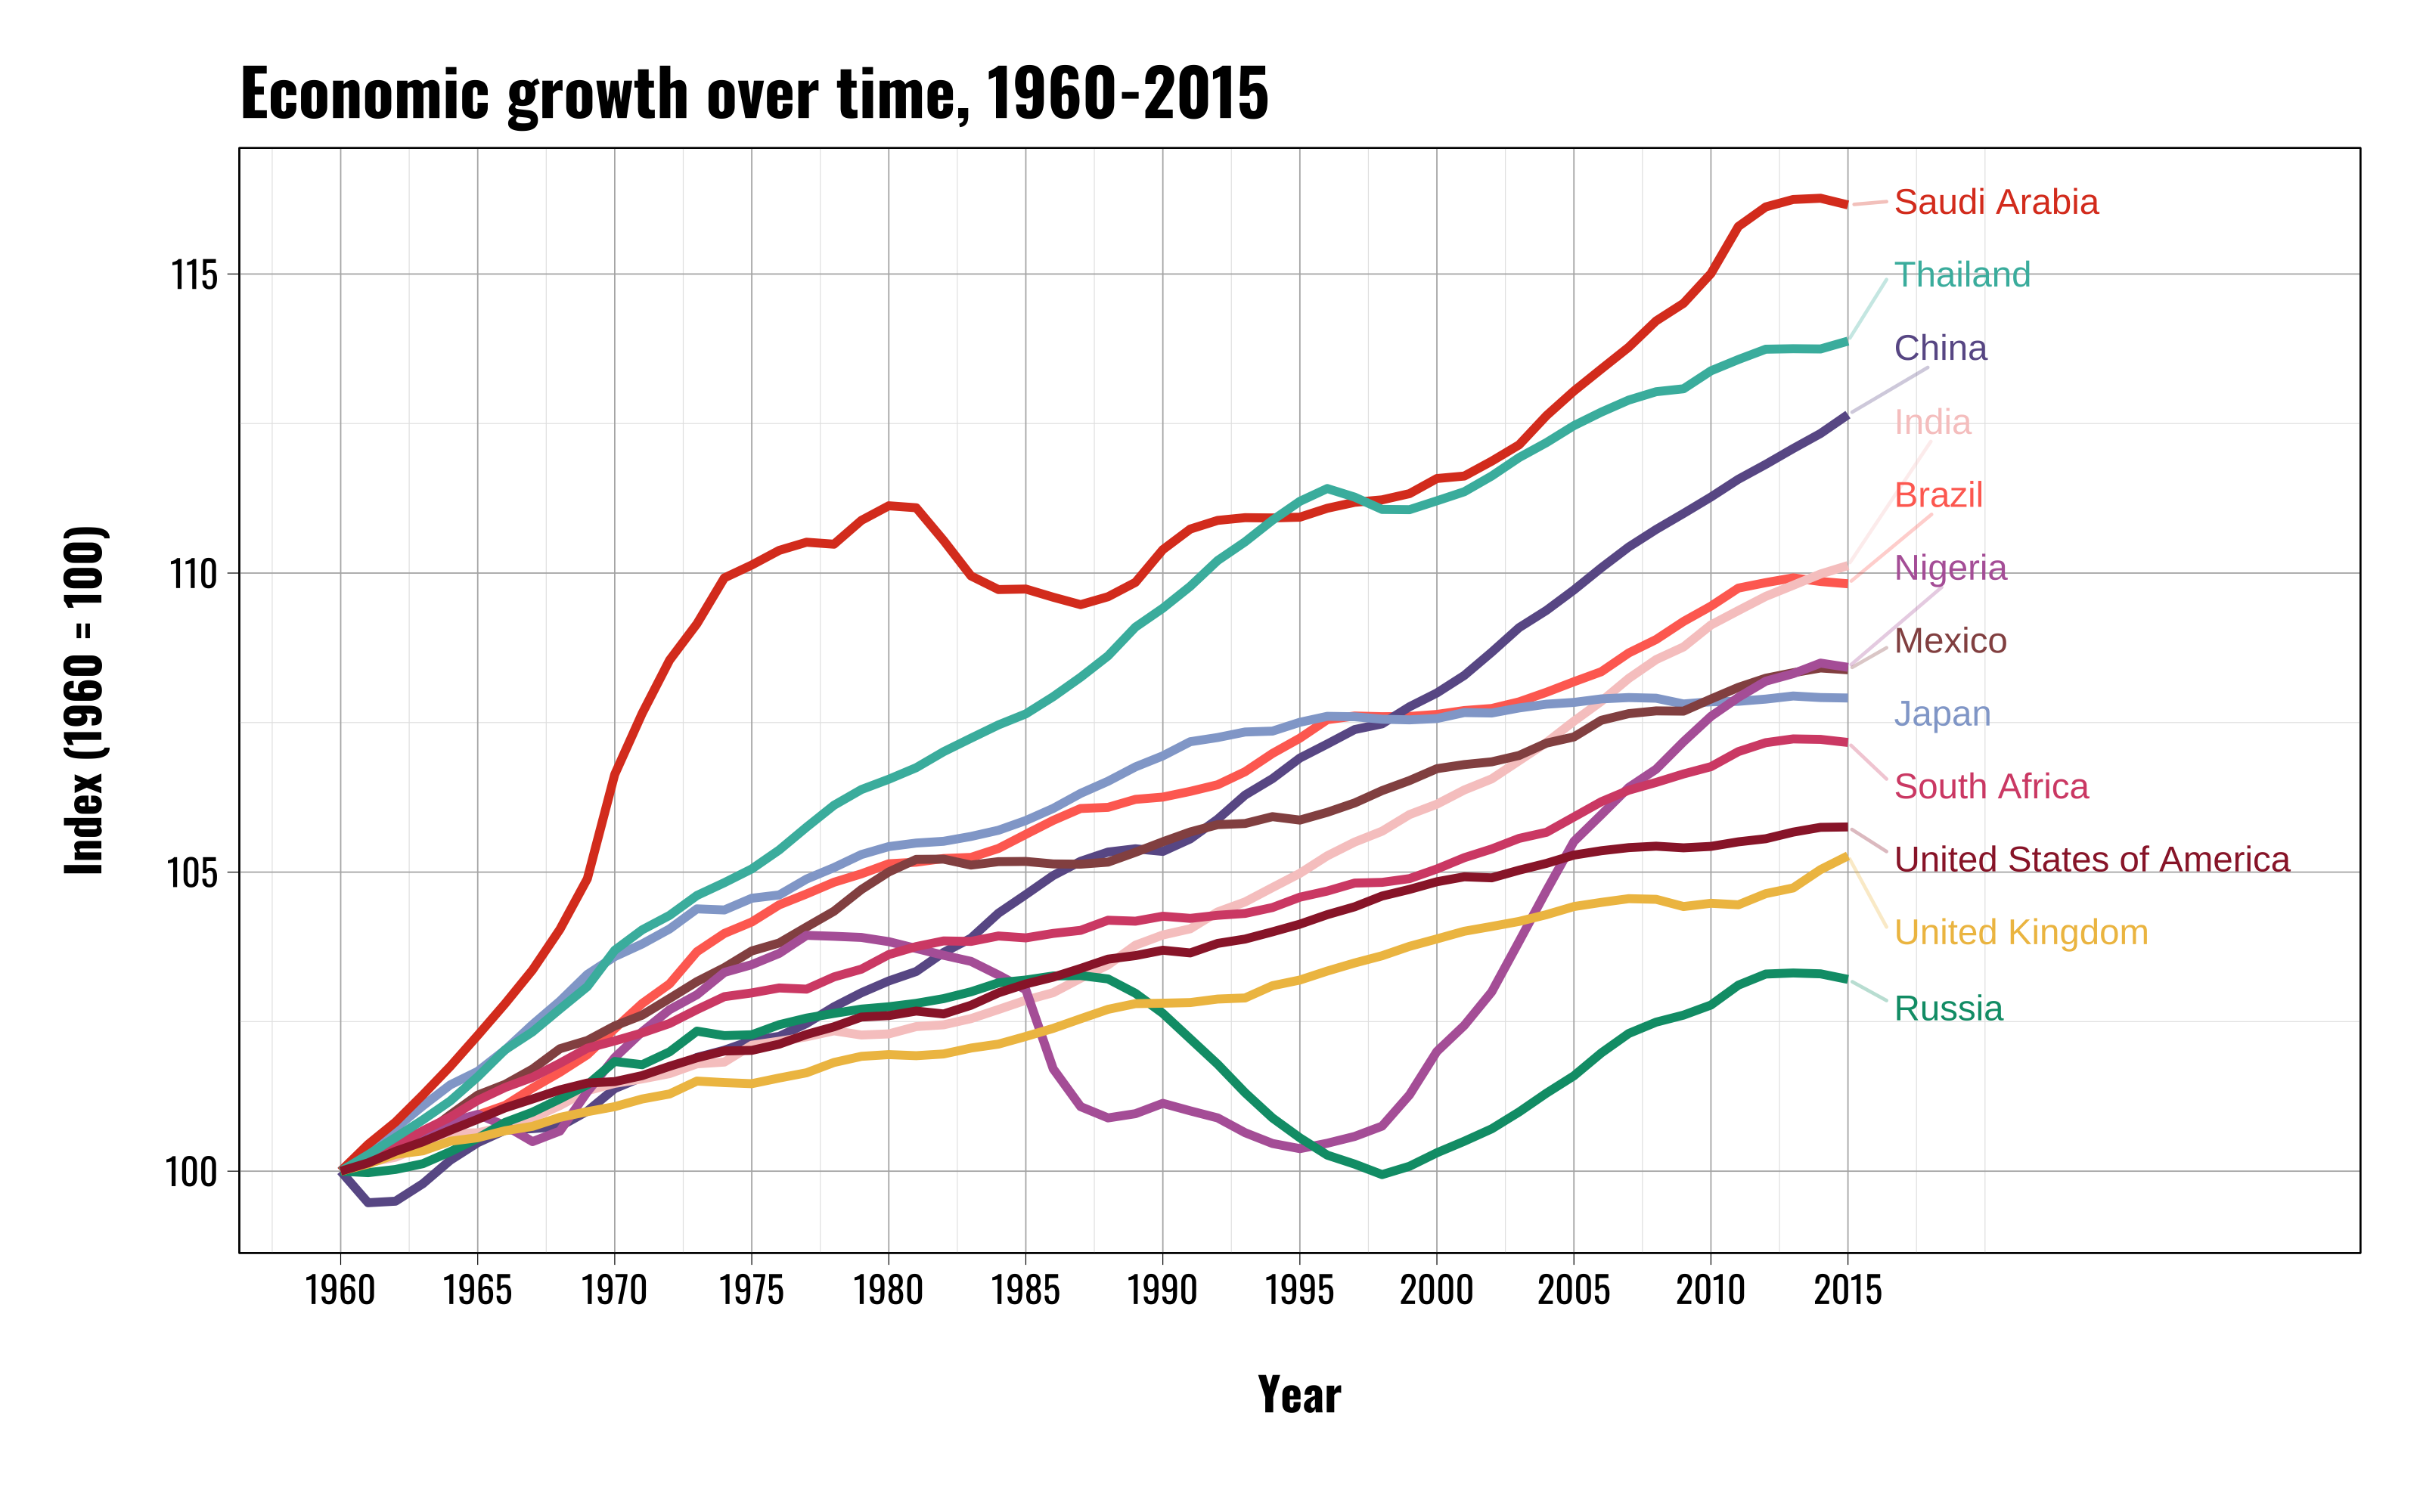 Economic growth over time, 1960-2015
Index (1960 = 100)
115
110
105
100
Saudi Arabia
Thailand
China
India
Brazil
Nigeria
Mexico
Japan
South Africa
United States of America
United Kingdom
Russia
1960 1965 1970 1975 1980 1985 1990 1995 2000 2005 2010 2015
Year